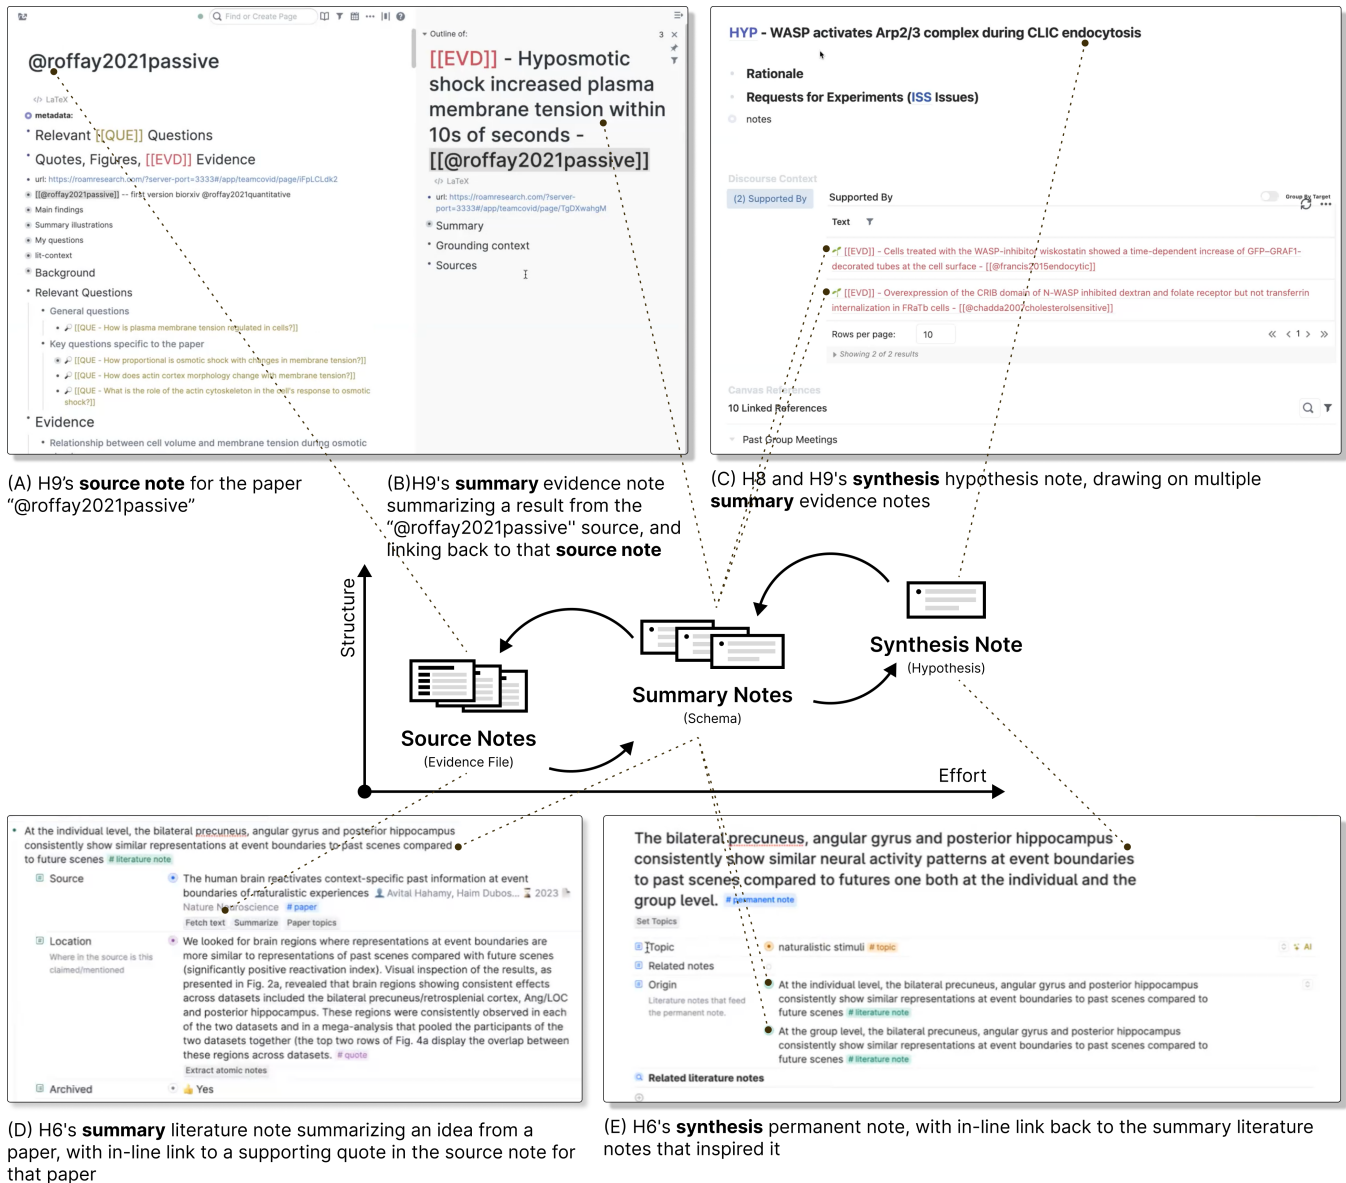 Find or Create Page
@roffay2021passive
</> LaTeX
metadata:
Relevant [[QUE]] Questions
Quotes, Figures, [[EVD]] Evidence
url: https://roamresearch.com/?server-port=3333#/app/teamcovid/page/iFpLCLdk2
[[@roffay2021passive]] -- first version biorxiv @roffay2021quantitative
Main findings
Summary illustrations
My questions
lit-context
Background
Relevant Questions
General questions
[[QUE - How is plasma membrane tension regulated in cells?]]
Key questions specific to the paper
[[QUE - How proportional is osmotic shock with changes in membrane tension?]]
[[QUE - How does actin cortex morphology change with membrane tension?]]
[[QUE - What is the role of the actin cytoskeleton in the cell's response to osmotic
shock?]]
Evidence
Relationship between cell volume and membrane tension during osmotic
Outline of:
3
[[EVD]] - Hyposmotic
shock increased plasma
membrane tension within
10s of seconds -
[[@roffay2021passive]]
</> LaTeX
url: https://roamresearch.com/?server-
port=3333#/app/teamcovid/page/TgDXwahgM
Summary
Grounding context
Sources
HYP - WASP activates Arp2/3 complex during CLIC endocytosis
Rationale
Requests for Experiments (ISS Issues)
notes
Discourse Context
(2) Supported By
Supported By
Group By Target
Text
[[EVD]] - Cells treated with the WASP-inhibitor wiskostatin showed a time-dependent increase of GFP-GRAF1-
decorated tubes at the cell surface - [[@francis2015endocytic]]
[[EVD]] - Overexpression of the CRIB domain of N-WASP inhibited dextran and folate receptor but not transferrin
internalization in FRaTb cells - [[@chadda2007cholesterolsensitive]]
Rows per page: 10
1
Showing 2 of 2 results
Canvas References
10 Linked References
Past Group Meetings
(A) H9's source note for the paper
“@roffay2021passive”
(B)H9's summary evidence note
summarizing a result from the
“@roffay2021passive" source, and
linking back to that source note
(C) H8 and H9's synthesis hypothesis note, drawing on multiple
summary evidence notes
Structure
Source Notes
(Evidence File)
Summary Notes
(Schema)
Synthesis Note
(Hypothesis)
Effort
At the individual level, the bilateral precuneus, angular gyrus and posterior hippocampus
consistently show similar representations at event boundaries to past scenes compared
to future scenes # literature note
Source
The human brain reactivates context-specific past information at event
boundaries of naturalistic experiences Avital Hahamy, Haim Dubos... 2023
Nature Neuroscience # paper
Fetch text Summarize Paper topics
Location
Where in the source is this
claimed/mentioned
We looked for brain regions where representations at event boundaries are
more similar to representations of past scenes compared with future scenes
(significantly positive reactivation index). Visual inspection of the results, as
presented in Fig. 2a, revealed that brain regions showing consistent effects
across datasets included the bilateral precuneus/retrosplenial cortex, Ang/LOC
and posterior hippocampus. These regions were consistently observed in each
of the two datasets and in a mega-analysis that pooled the participants of the
two datasets together (the top two rows of Fig. 4a display the overlap between
these regions across datasets. # quote
Extract atomic notes
Archived
Yes
The bilateral precuneus, angular gyrus and posterior hippocampus
consistently show similar neural activity patterns at event boundaries
to past scenes compared to futures one both at the individual and the
group level. # permanent note
Set Topics
Topic
naturalistic stimuli # topic
AI
Related notes
Origin
Literature notes that feed
the permanent note.
At the individual level, the bilateral precuneus, angular gyrus and posterior hippocampus
consistently show similar representations at event boundaries to past scenes compared to
future scenes # literature note
At the group level, the bilateral precuneus, angular gyrus and posterior hippocampus
consistently show similar representations at event boundaries to past scenes compared to
future scenes # literature note
Related literature notes
(D) H6's summary literature note summarizing an idea from a
paper, with in-line link to a supporting quote in the source note for
that paper
(E) H6's synthesis permanent note, with in-line link back to the summary literature
notes that inspired it